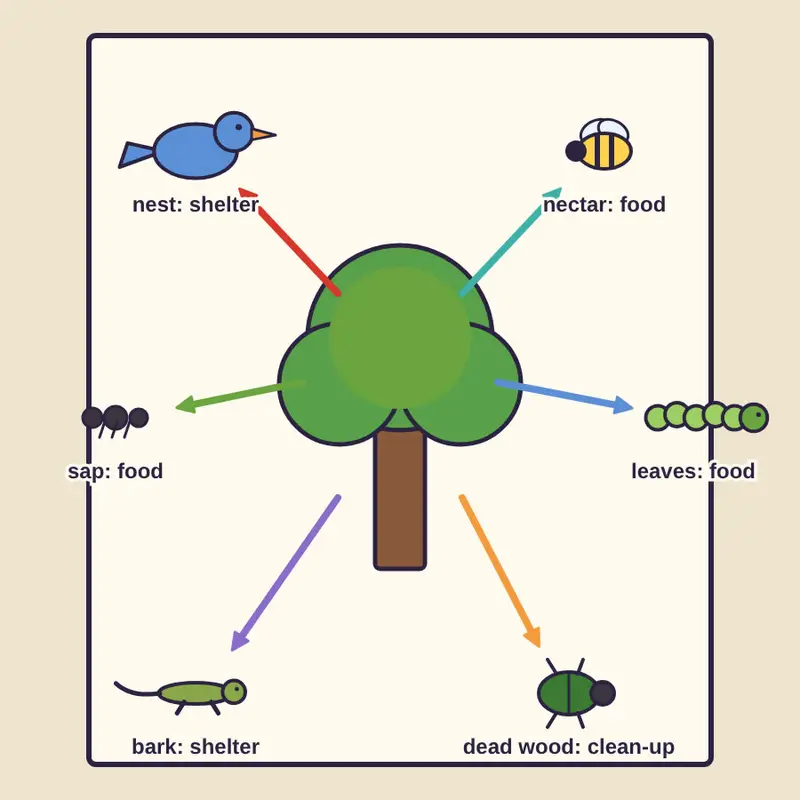 nest: shelter
nectar: food
sap: food
leaves: food
bark: shelter
dead wood: clean-up